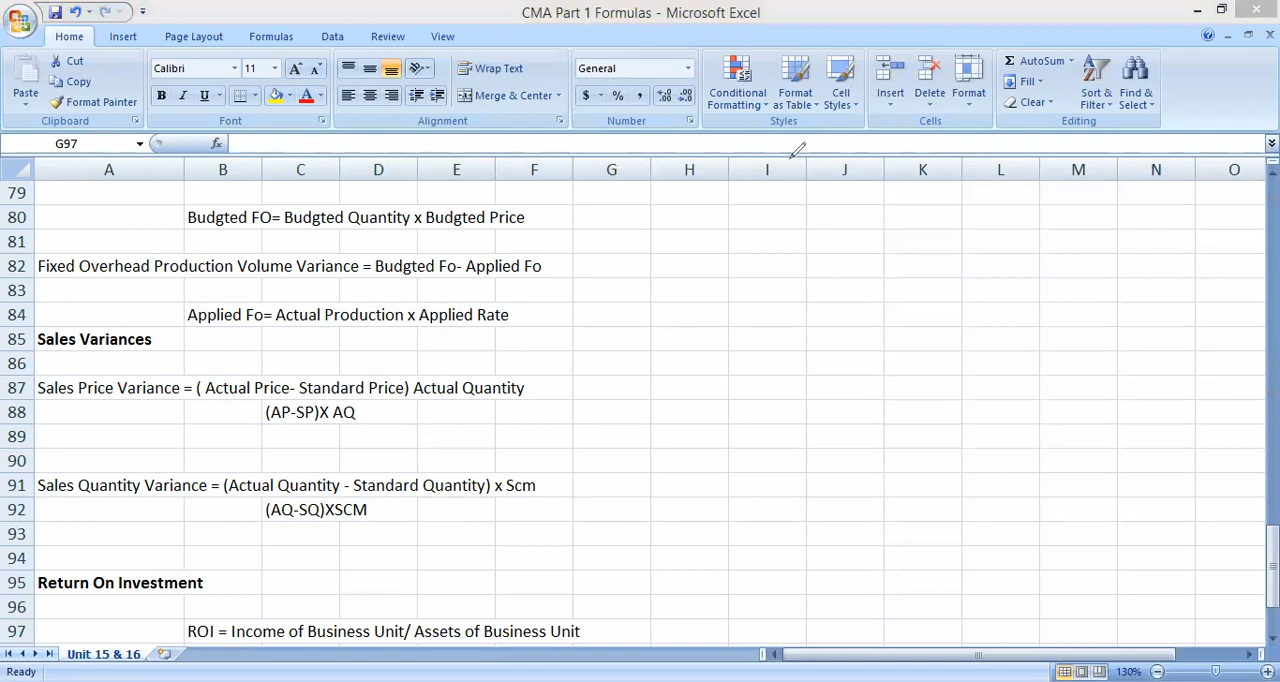 CMA Part 1 Formulas - Microsoft Excel
Home Insert Page Layout Formulas Data Review View
Paste Cut Copy Format Painter Clipboard
Calibri 11 A A B I U A Font
Wrap Text Merge & Center Alignment
General $ % , Number
Conditional Formatting Format as Table Cell Styles Styles
Insert Delete Format Cells
Σ AutoSum Fill Clear Sort & Filter Find & Select Editing
G97 fx
A B C D E F G H I J K L M N O
79
80 Budgted FO= Budgted Quantity x Budgted Price
81
82 Fixed Overhead Production Volume Variance = Budgted Fo- Applied Fo
83
84 Applied Fo= Actual Production x Applied Rate
85 Sales Variances
86
87 Sales Price Variance = ( Actual Price- Standard Price) Actual Quantity
88 (AP-SP)X AQ
89
90
91 Sales Quantity Variance = (Actual Quantity - Standard Quantity) x Scm
92 (AQ-SQ)XSCM
93
94
95 Return On Investment
96
97 ROI = Income of Business Unit/ Assets of Business Unit
Unit 15 & 16
Ready 130%